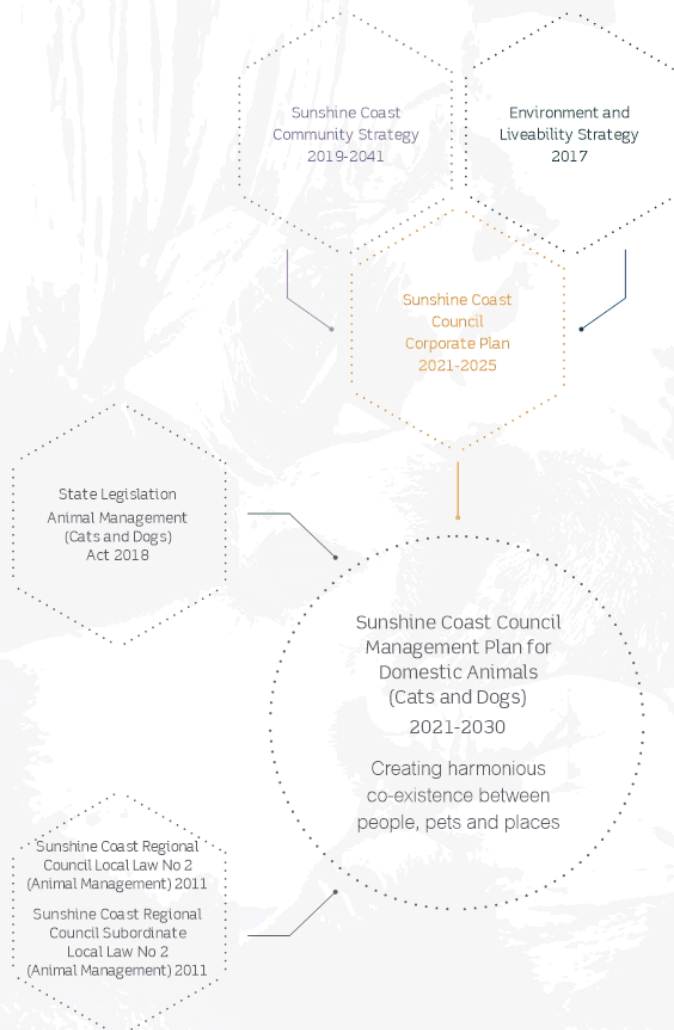 Sunshine Coast
Community Strategy
2019-2041
Environment and
Liveability Strategy
2017
Sunshine Coast
Council
Corporate Plan
2021-2025
State Legislation
Animal Management
(Cats and Dogs)
Act 2018
Sunshine Coast Council
Management Plan for
Domestic Animals
(Cats and Dogs)
2021-2030
Creating harmonious
co-existence between
people, pets and places
Sunshine Coast Regional
Council Local Law No 2
(Animal Management) 2011
Sunshine Coast Regional
Council Subordinate
Local Law No 2
(Animal Management) 2011